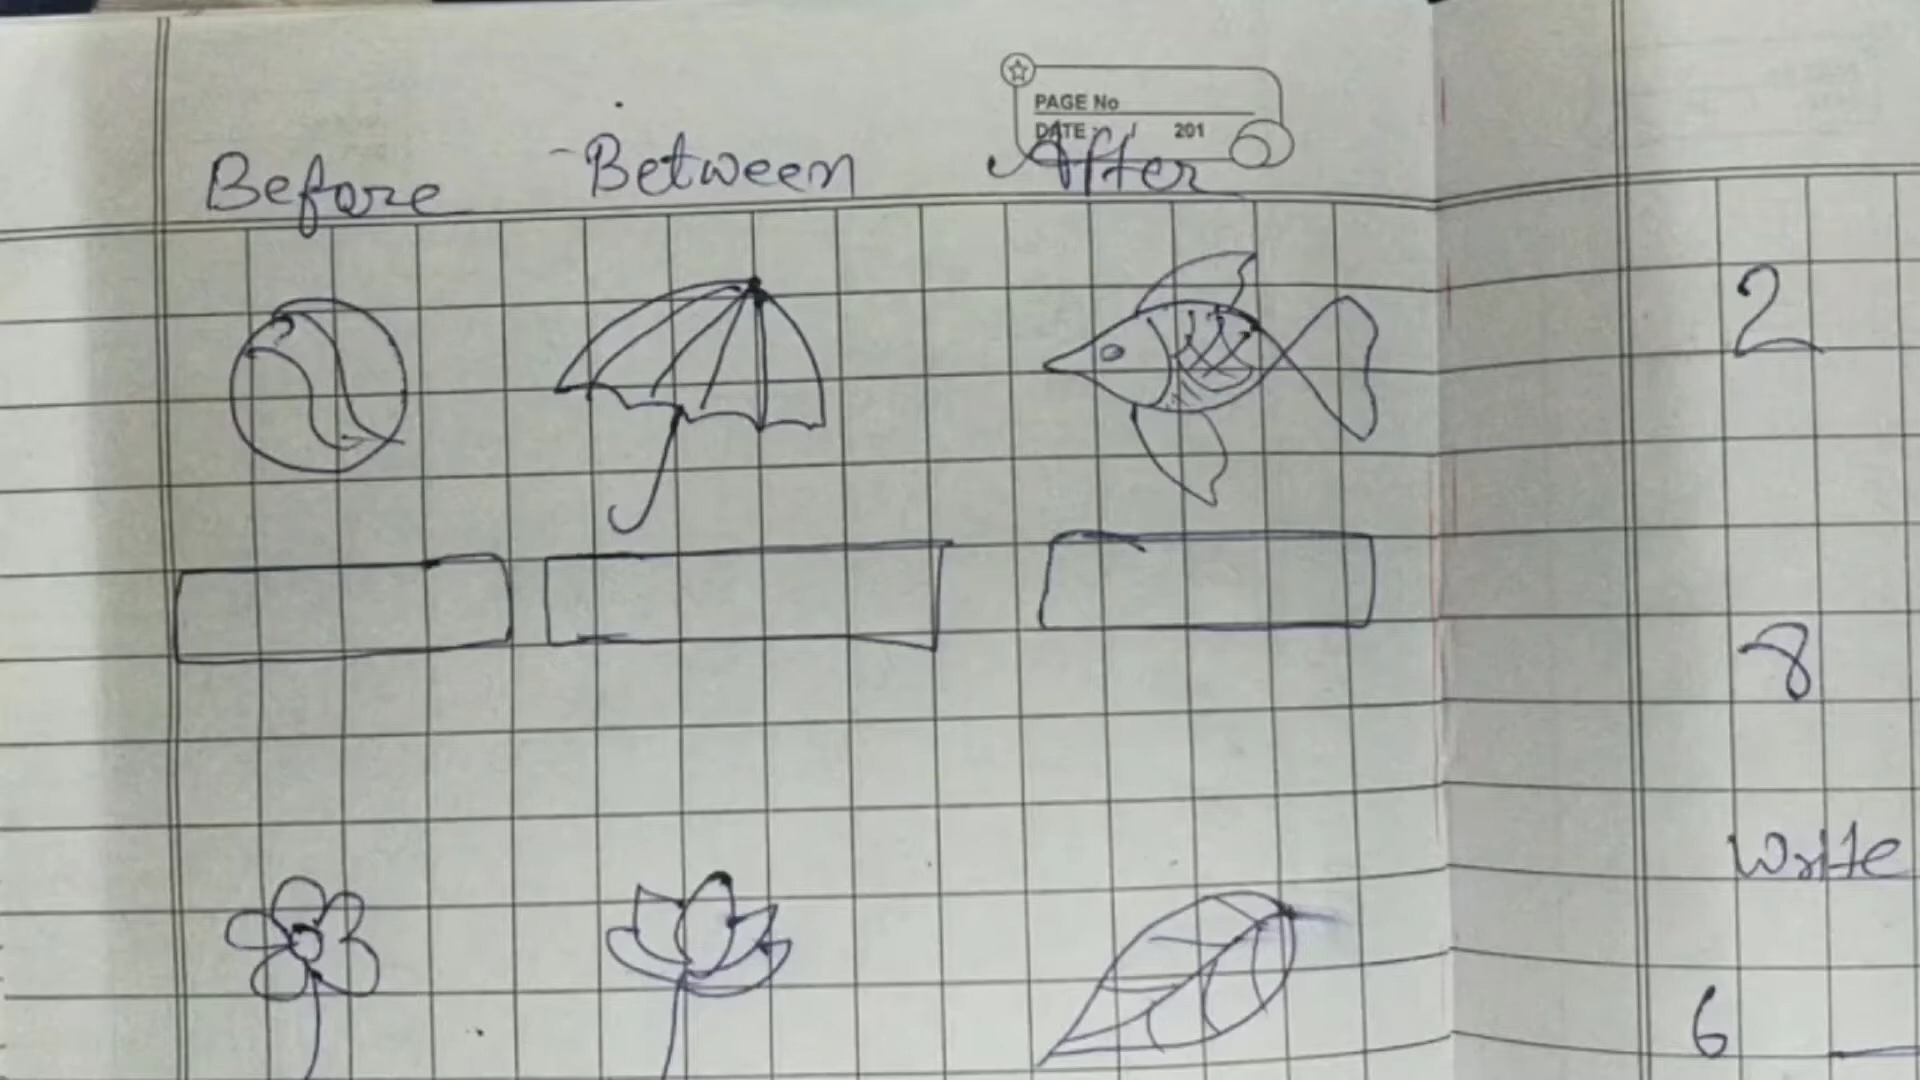 PAGE No
DATE : / 201
Before Between After
2
8
Write
6